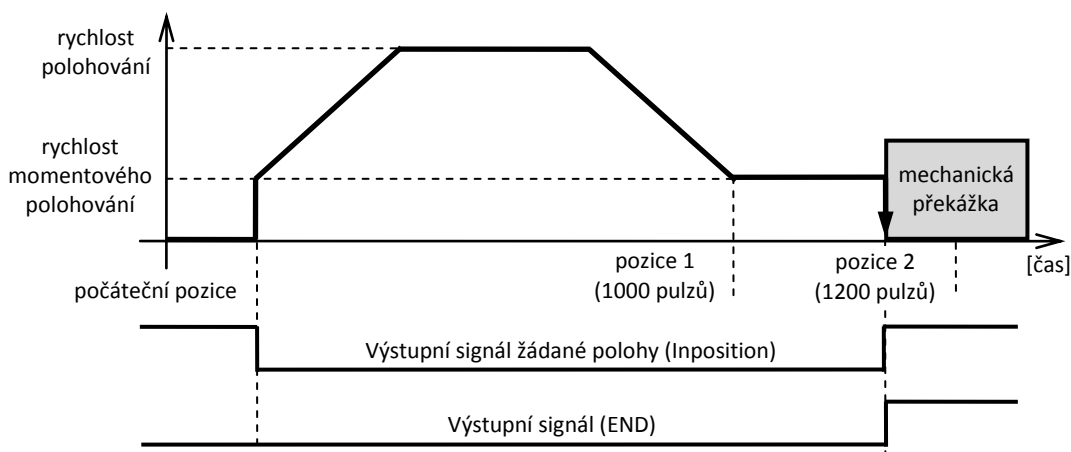 rychlost
polohování
rychlost
momentového
polohování
mechanická
překážka
počáteční pozice
pozice 1
(1000 pulzů)
pozice 2
(1200 pulzů)
[čas]
Výstupní signál žádané polohy (Inposition)
Výstupní signál (END)